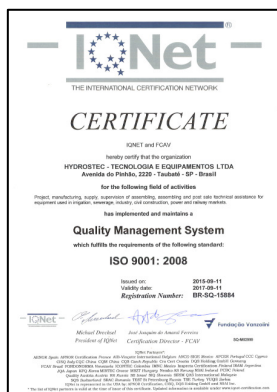 IQNet
®
THE INTERNATIONAL CERTIFICATION NETWORK
CERTIFICATE
IQNET and FCAV
hereby certify that the organization
HYDROSTEC - TECNOLOGIA E EQUIPAMENTOS LTDA
Avenida do Pinhão, 2220 - Taubaté - SP - Brasil
for the following field of activities
Project, manufacturing, supply, supervision of assembling, assembling and post sale technical assistance for
equipment used in irrigation, sewerage, industry, civil construction, power and railway markets.
has implemented and maintains a
Quality Management System
which fulfills the requirements of the following standard:
ISO 9001: 2008
Issued on: 2015-09-11
Validity date: 2017-09-11
Registration Number: BR-SQ-15884
IQNet
Fundação Vanzolini
Michael Drechsel
President of IQNet
José Joaquim do Amaral Ferreira
Certification Director - FCAV
IQNet Partners*: